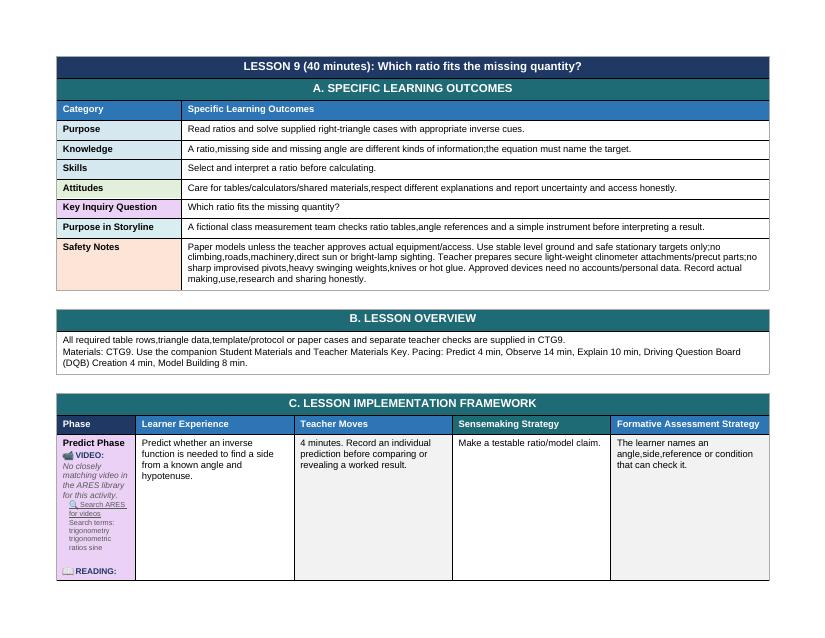 LESSON 9 (40 minutes): Which ratio fits the missing quantity?
A. SPECIFIC LEARNING OUTCOMES
Category
Specific Learning Outcomes
Purpose
Read ratios and solve supplied right-triangle cases with appropriate inverse cues.
Knowledge
A ratio,missing side and missing angle are different kinds of information;the equation must name the target.
Skills
Select and interpret a ratio before calculating.
Attitudes
Care for tables/calculators/shared materials,respect different explanations and report uncertainty and access honestly.
Key Inquiry Question
Which ratio fits the missing quantity?
Purpose in Storyline
A fictional class measurement team checks ratio tables,angle references and a simple instrument before interpreting a result.
Safety Notes
Paper models unless the teacher approves actual equipment/access. Use stable level ground and safe stationary targets only;no
climbing,roads,machinery,direct sun or bright-lamp sighting. Teacher prepares secure light-weight clinometer attachments/precut parts;no
sharp improvised pivots,heavy swinging weights,knives or hot glue. Approved devices need no accounts/personal data. Record actual
making,use,research and sharing honestly.
B. LESSON OVERVIEW
All required table rows,triangle data,template/protocol or paper cases and separate teacher checks are supplied in CTG9.
Materials: CTG9. Use the companion Student Materials and Teacher Materials Key. Pacing: Predict 4 min, Observe 14 min, Explain 10 min, Driving Question Board
(DQB) Creation 4 min, Model Building 8 min.
C. LESSON IMPLEMENTATION FRAMEWORK
Phase
Learner Experience
Teacher Moves
Sensemaking Strategy
Formative Assessment Strategy
Predict Phase
📹 VIDEO:
No closely
matching video in
the ARES library
for this activity.
🔍 Search ARES
for videos
Search terms:
trigonometry
trigonometric
ratios sine
📖 READING:
Predict whether an inverse
function is needed to find a side
from a known angle and
hypotenuse.
4 minutes. Record an individual
prediction before comparing or
revealing a worked result.
Make a testable ratio/model claim.
The learner names an
angle,side,reference or condition
that can check it.